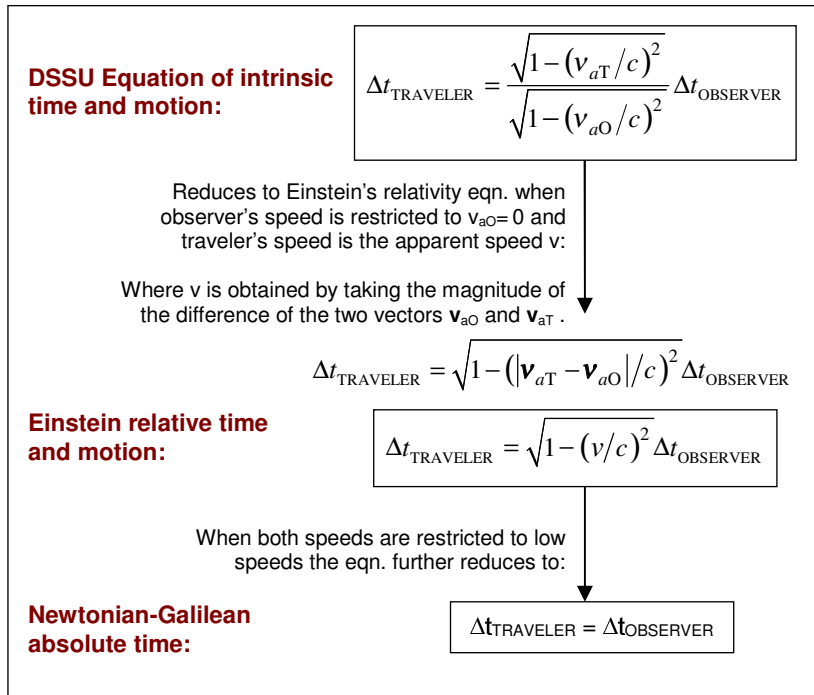 DSSU Equation of intrinsic
time and motion:
Δt_TRAVELER = √(1 − (v_aT/c)²) / √(1 − (v_aO/c)²) Δt_OBSERVER
Reduces to Einstein's relativity eqn. when
observer's speed is restricted to v_aO= 0 and
traveler's speed is the apparent speed v:
Where v is obtained by taking the magnitude of
the difference of the two vectors v_aO and v_aT .
Δt_TRAVELER = √(1 − (|v_aT − v_aO|/c)²) Δt_OBSERVER
Einstein relative time
and motion:
Δt_TRAVELER = √(1 − (v/c)²) Δt_OBSERVER
When both speeds are restricted to low
speeds the eqn. further reduces to:
Newtonian-Galilean
absolute time:
Δt_TRAVELER = Δt_OBSERVER